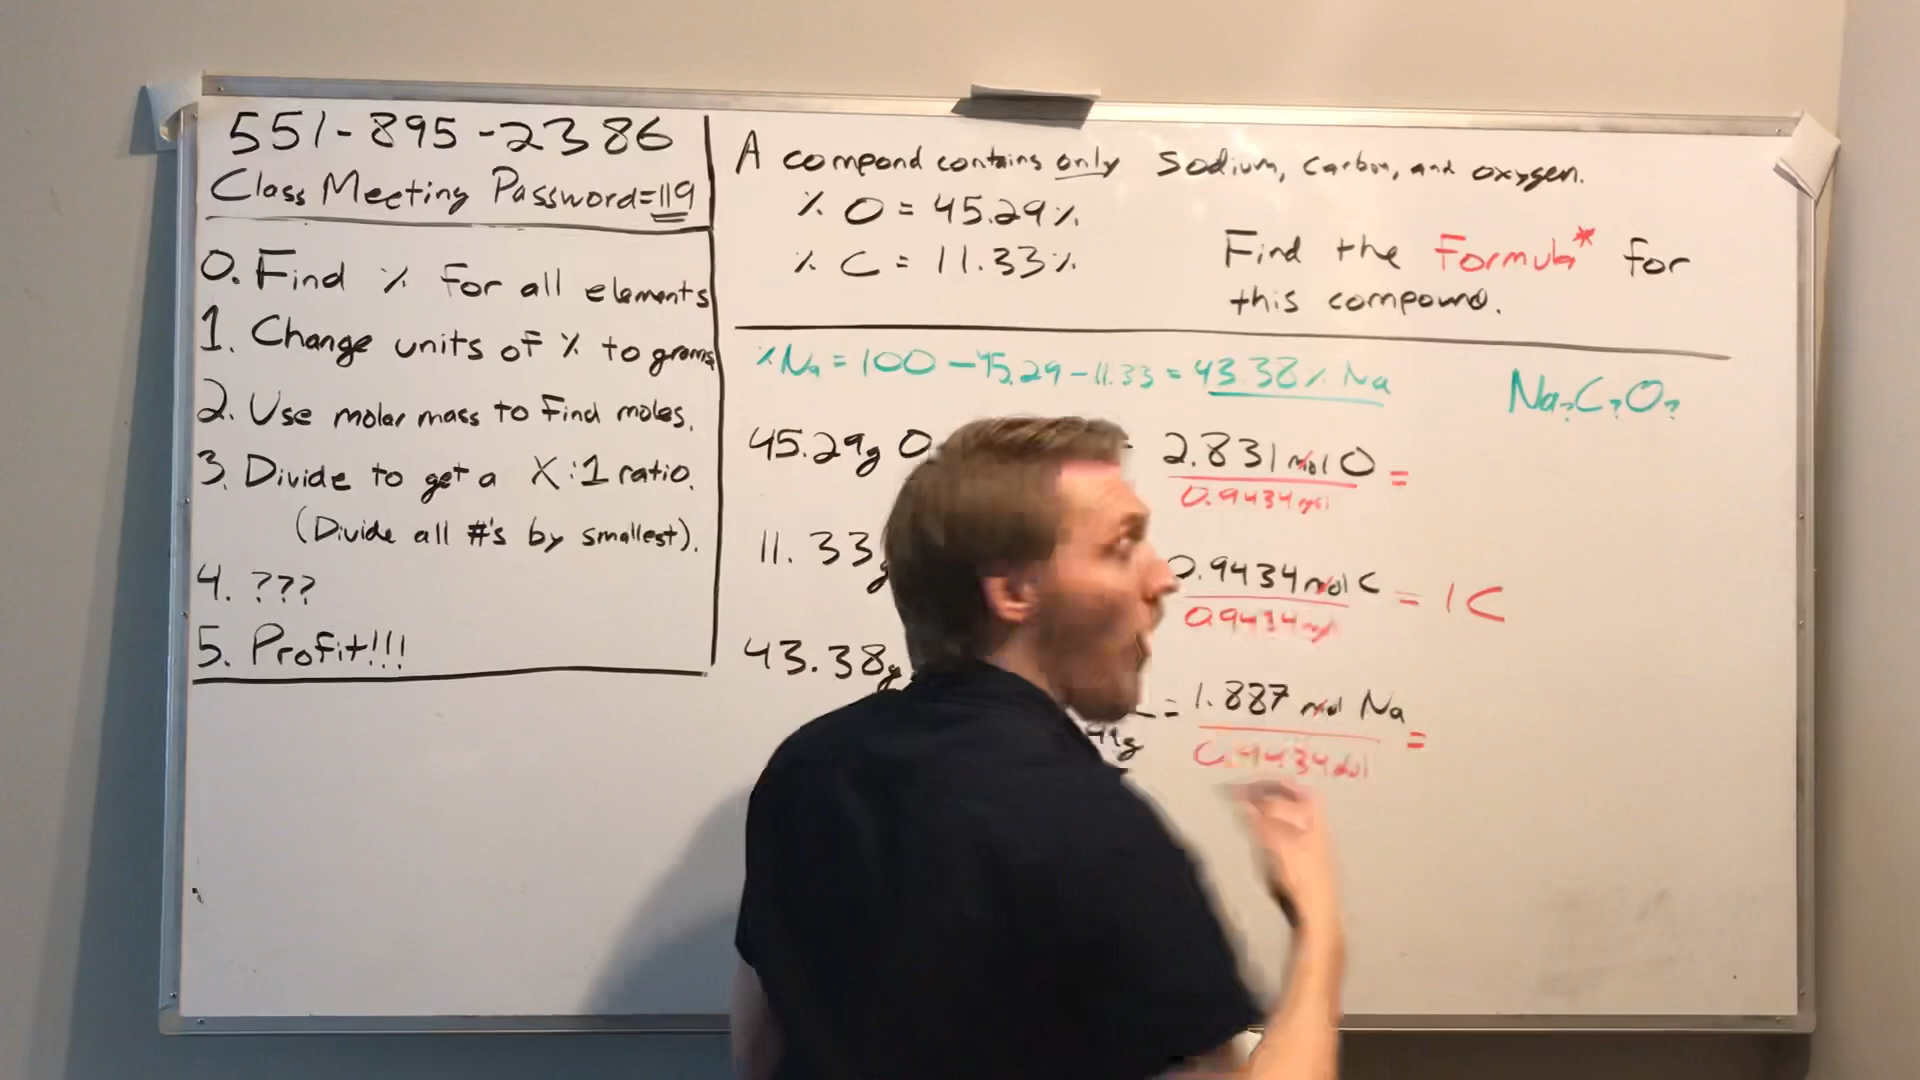 551-895-2386
Class Meeting Password=119
0. Find % for all elements
1. Change units of % to grams
2. Use molar mass to find moles.
3. Divide to get a X:1 ratio.
(Divide all #'s by smallest).
4. ???
5. Profit!!!
A compond contains only Sodium, carbon, and oxygen.
% O = 45.29%
% C = 11.33%
Find the Formula* for
this compound.
%Na = 100 - 45.29 - 11.33 = 43.38% Na
Na?C?O?
45.29g O
2.831 mol O =
0.9434 mol
11.33g
0.9434 mol C = 1C
0.9434 mol
43.38g
= 1.887 mol Na =
0.9434 mol